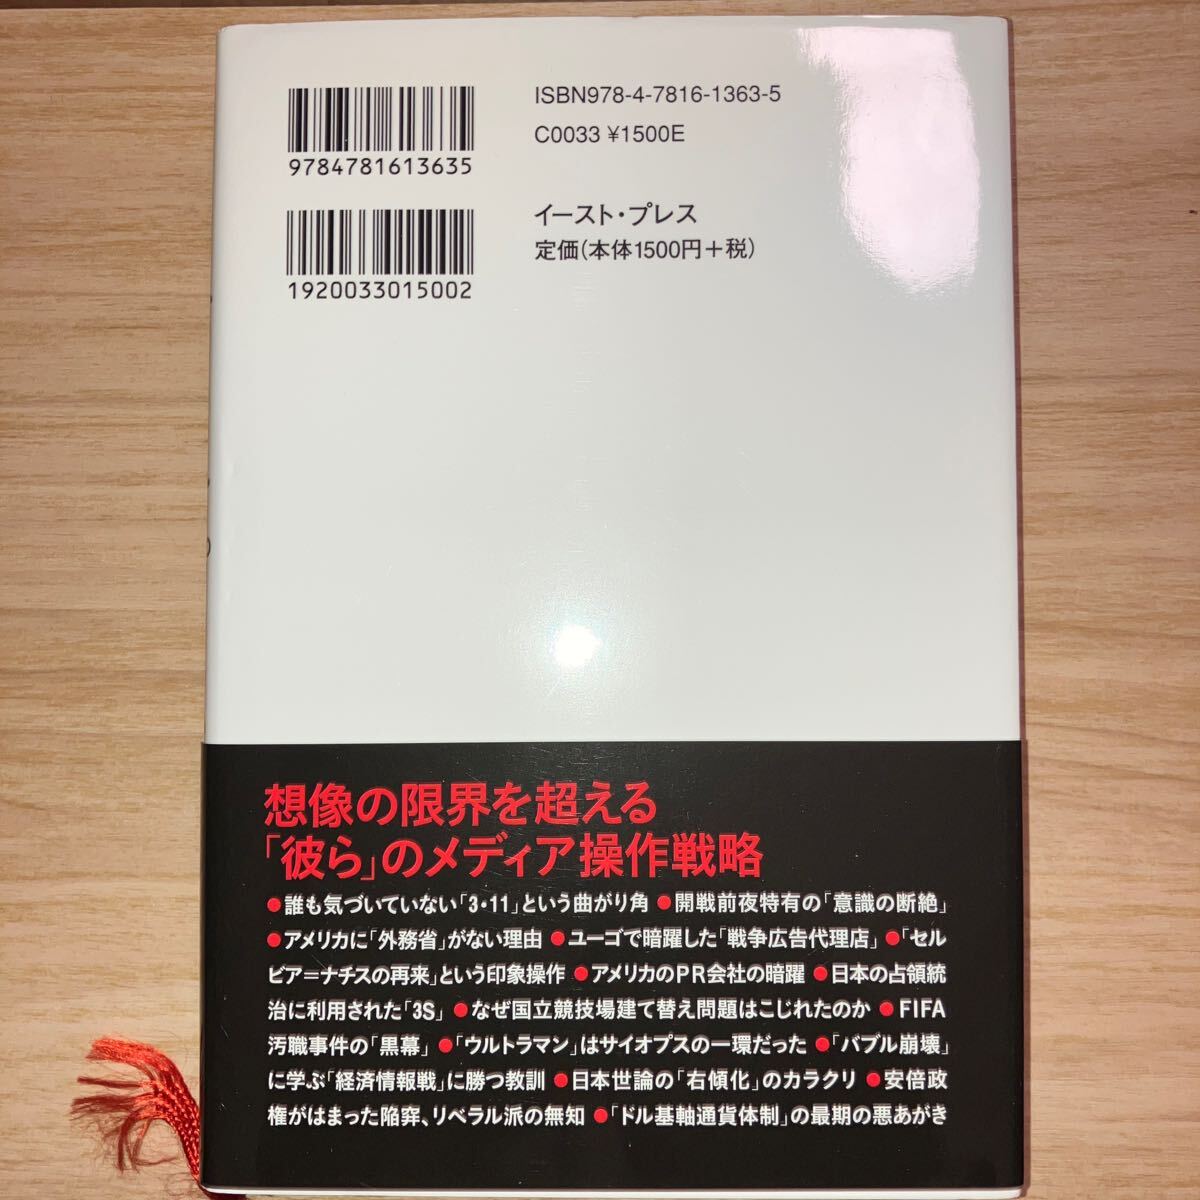 ISBN978-4-7816-1363-5
C0033 ¥1500E
9784781613635
イースト・プレス
定価(本体1500円+税)
1920033015002
想像の限界を超える
「彼ら」のメディア操作戦略
●誰も気づいていない「3・11」という曲がり角 ●開戦前夜特有の「意識の断絶」
●アメリカに「外務省」がない理由 ●ユーゴで暗躍した「戦争広告代理店」 ●「セル
ビア=ナチスの再来」という印象操作 ●アメリカのPR会社の暗躍 ●日本の占領統
治に利用された「3S」 ●なぜ国立競技場建て替え問題はこじれたのか ●FIFA
汚職事件の「黒幕」 ●「ウルトラマン」はサイオプスの一環だった ●「バブル崩壊」
に学ぶ「経済情報戦」に勝つ教訓 ●日本世論の「右傾化」のカラクリ ●安倍政
権がはまった陥穽、リベラル派の無知 ●「ドル基軸通貨体制」の最期の悪あがき